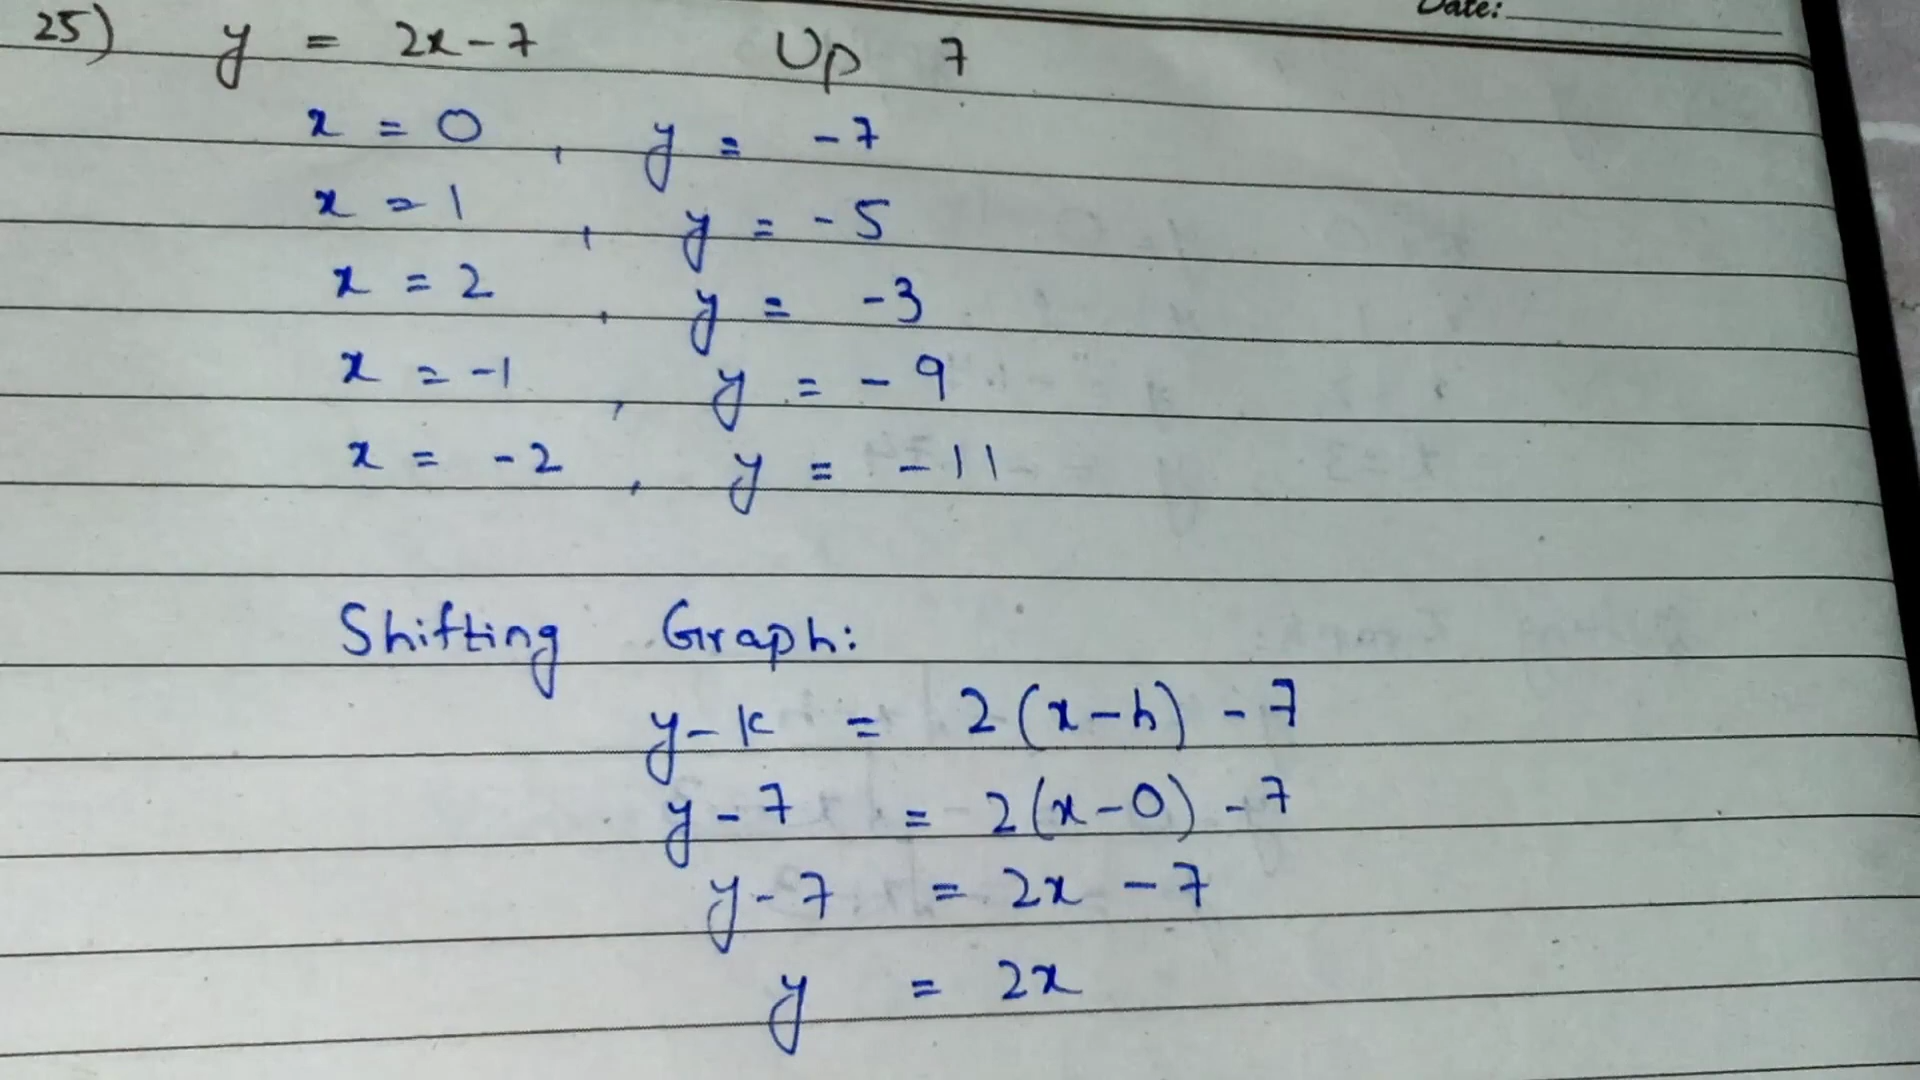 Date:
25) y = 2x-7 Up 7
x = 0 , y = -7
x = 1 , y = -5
x = 2 , y = -3
x = -1 , y = -9
x = -2 , y = -11
Shifting Graph:
y-k = 2(x-h) -7
y-7 = 2(x-0) -7
y-7 = 2x -7
y = 2x